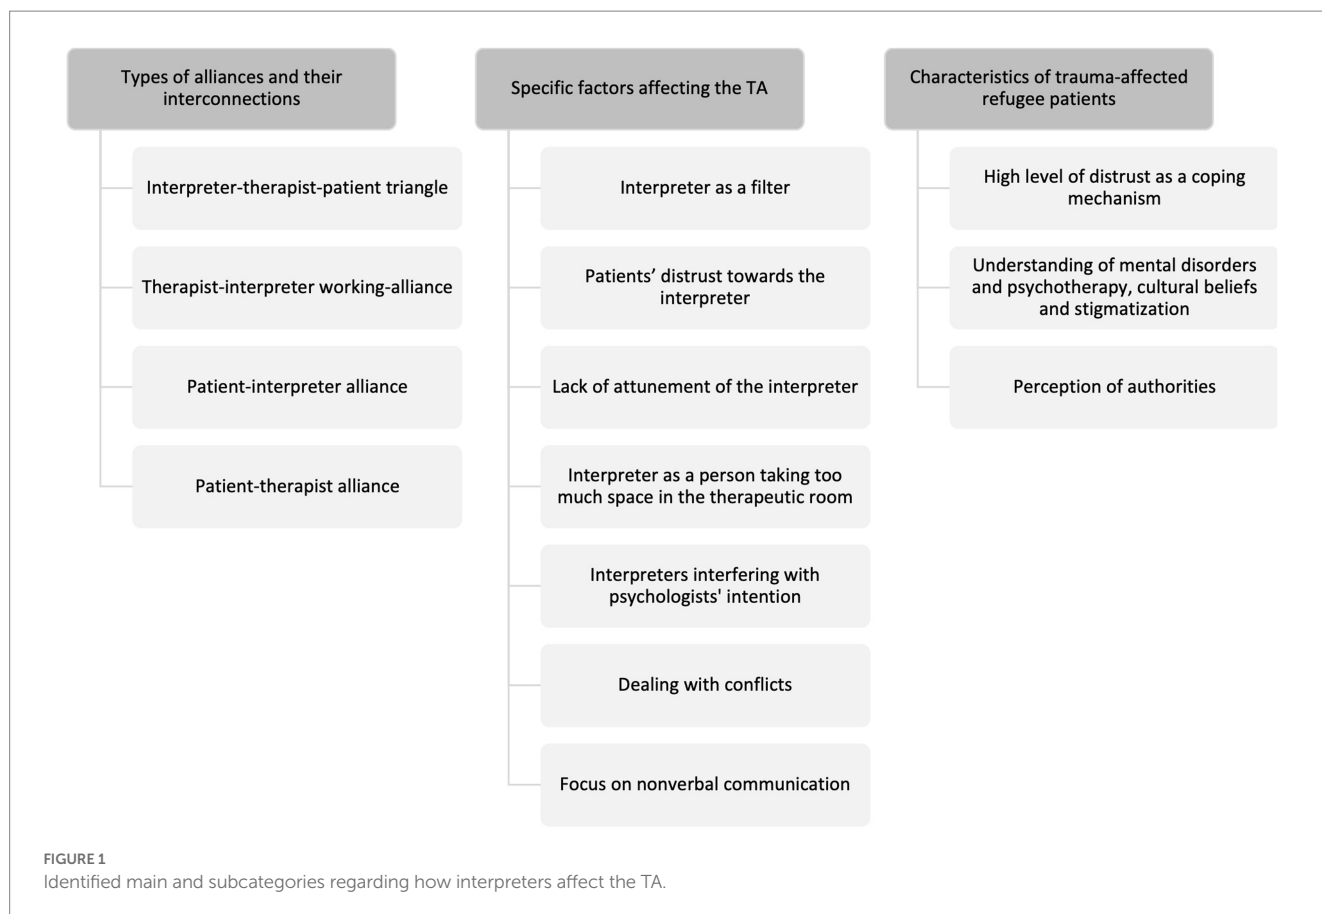 Types of alliances and their
interconnections
Interpreter-therapist-patient triangle
Therapist-interpreter working-alliance
Patient-interpreter alliance
Patient-therapist alliance
Specific factors affecting the TA
Interpreter as a filter
Patients’ distrust towards the
interpreter
Lack of attunement of the interpreter
Interpreter as a person taking too
much space in the therapeutic room
Interpreters interfering with
psychologists' intention
Dealing with conflicts
Focus on nonverbal communication
Characteristics of trauma-affected
refugee patients
High level of distrust as a coping
mechanism
Understanding of mental disorders
and psychotherapy, cultural beliefs
and stigmatization
Perception of authorities
FIGURE 1
Identified main and subcategories regarding how interpreters affect the TA.